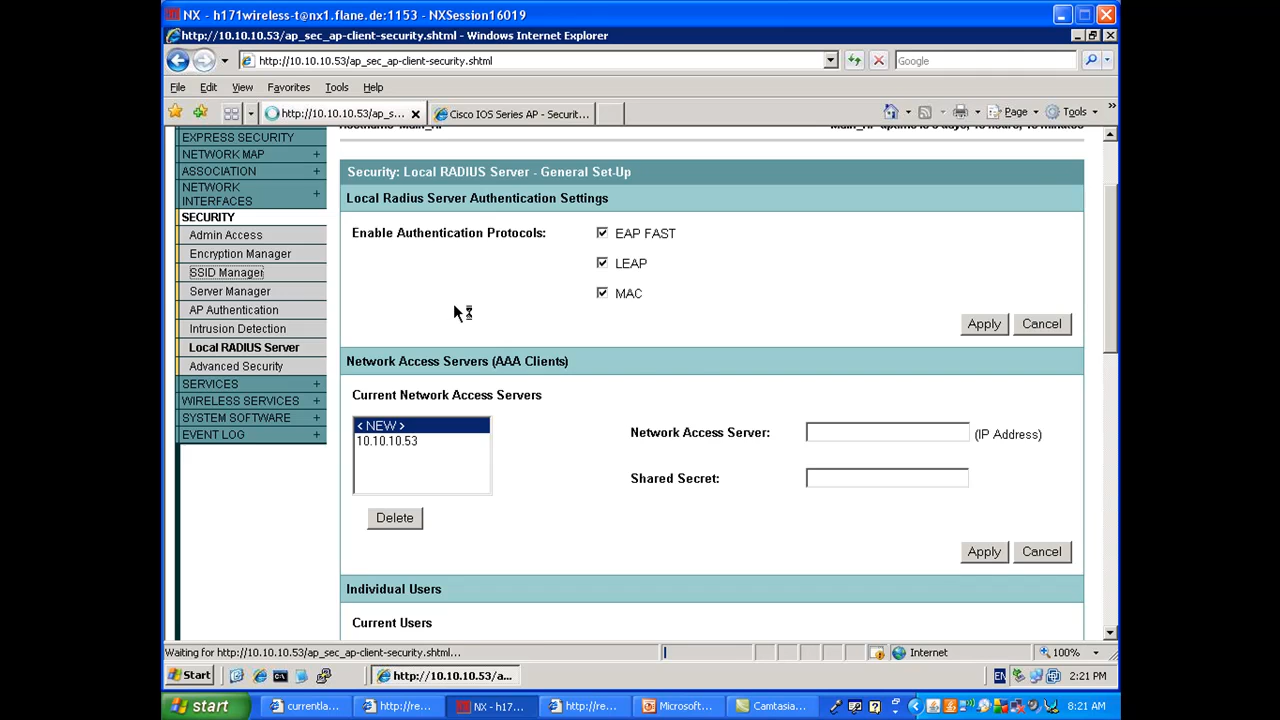 NX - h171wireless-t@nx1.flane.de:1153 - NXSession16019
http://10.10.10.53/ap_sec_ap-client-security.shtml - Windows Internet Explorer
http://10.10.10.53/ap_sec_ap-client-security.shtml
Google
File Edit View Favorites Tools Help
http://10.10.10.53/ap_s...
Cisco IOS Series AP - Securit...
Page Tools
EXPRESS SECURITY
NETWORK MAP +
ASSOCIATION +
NETWORK
INTERFACES +
SECURITY
Admin Access
Encryption Manager
SSID Manager
Server Manager
AP Authentication
Intrusion Detection
Local RADIUS Server
Advanced Security
SERVICES +
WIRELESS SERVICES +
SYSTEM SOFTWARE +
EVENT LOG +
Security: Local RADIUS Server - General Set-Up
Local Radius Server Authentication Settings
Enable Authentication Protocols:
EAP FAST
LEAP
MAC
Apply Cancel
Network Access Servers (AAA Clients)
Current Network Access Servers
< NEW >
10.10.10.53
Delete
Network Access Server: (IP Address)
Shared Secret:
Apply Cancel
Individual Users
Current Users
Waiting for http://10.10.10.53/ap_sec_ap-client-security.shtml...
Internet
100%
Start
http://10.10.10.53/a...
EN
2:21 PM
start
currentla...
http://re...
NX - h17...
http://re...
Microsoft...
Camtasia...
8:21 AM